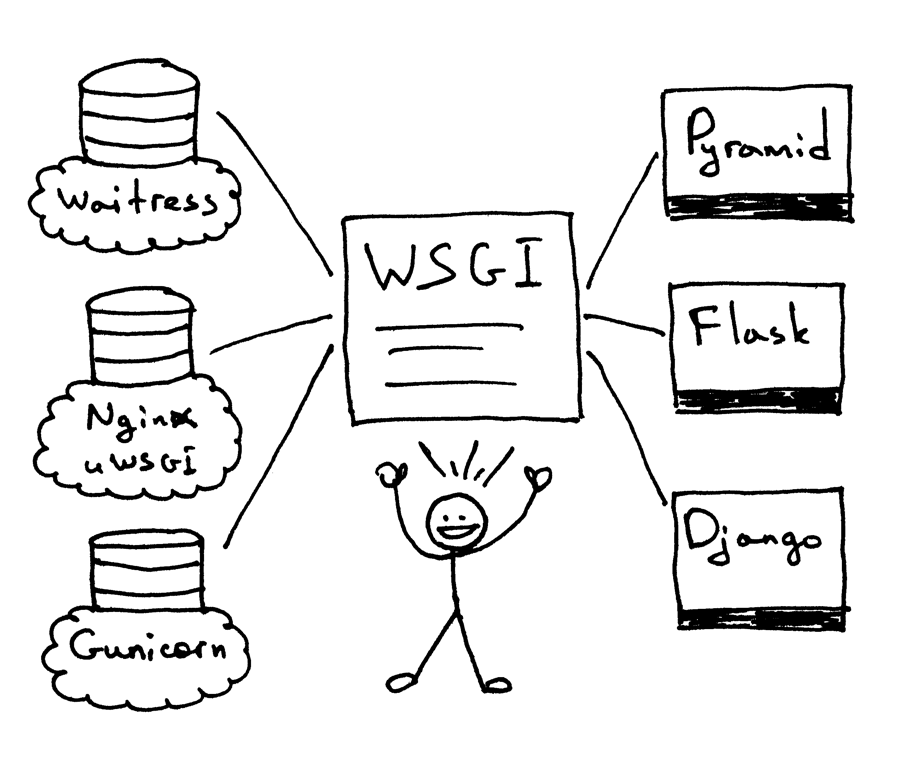 Waitress
Nginx
uWSGI
Gunicorn
WSGI
Pyramid
Flask
Django